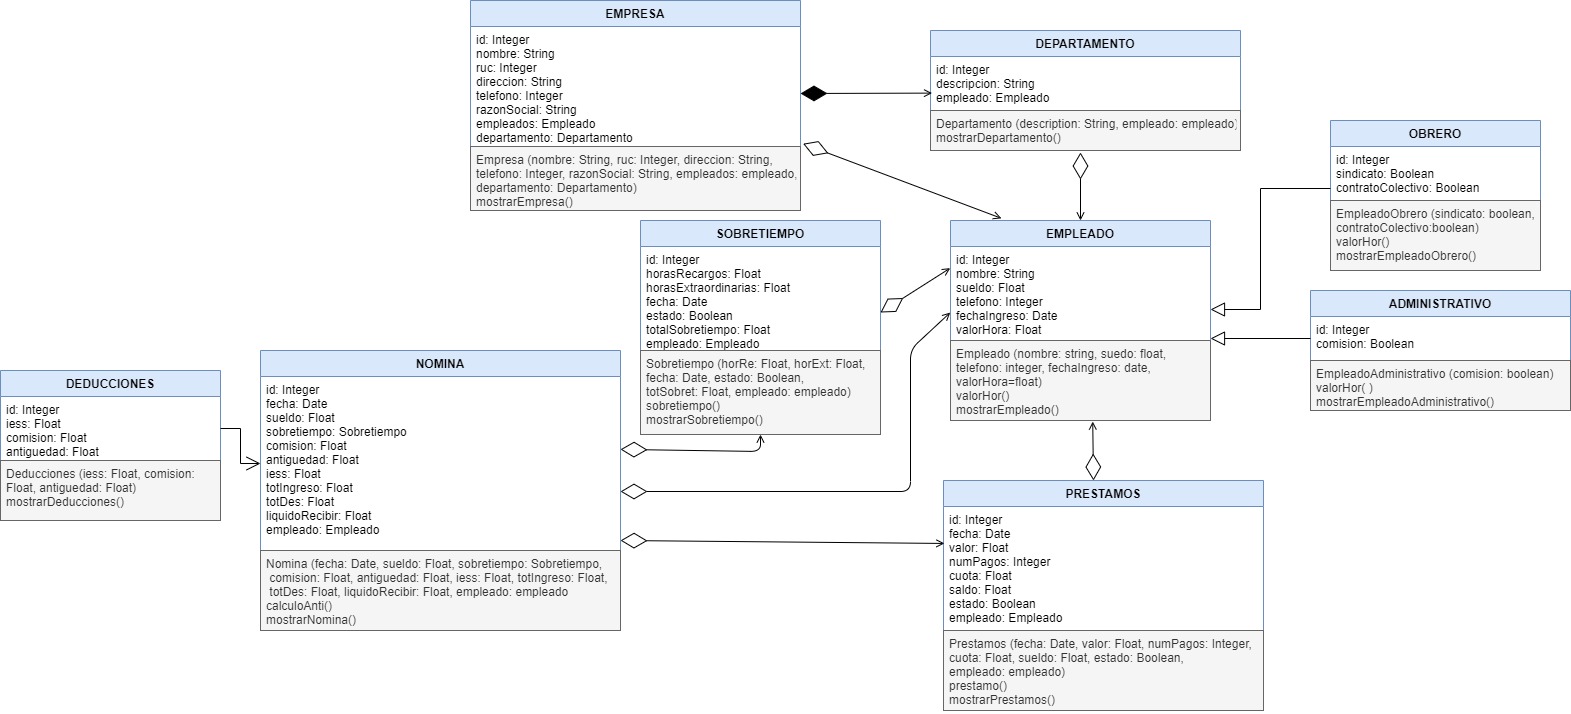 EMPRESA
id: Integer
nombre: String
ruc: Integer
direccion: String
telefono: Integer
razonSocial: String
empleados: Empleado
departamento: Departamento
Empresa (nombre: String, ruc: Integer, direccion: String,
telefono: Integer, razonSocial: String, empleados: empleado,
departamento: Departamento)
mostrarEmpresa()
DEPARTAMENTO
id: Integer
descripcion: String
empleado: Empleado
Departamento (description: String, empleado: empleado)
mostrarDepartamento()
OBRERO
id: Integer
sindicato: Boolean
contratoColectivo: Boolean
EmpleadoObrero (sindicato: boolean,
contratoColectivo:boolean)
valorHor()
mostrarEmpleadoObrero()
SOBRETIEMPO
id: Integer
horasRecargos: Float
horasExtraordinarias: Float
fecha: Date
estado: Boolean
totalSobretiempo: Float
empleado: Empleado
Sobretiempo (horRe: Float, horExt: Float,
fecha: Date, estado: Boolean,
totSobret: Float, empleado: empleado)
sobretiempo()
mostrarSobretiempo()
EMPLEADO
id: Integer
nombre: String
sueldo: Float
telefono: Integer
fechaIngreso: Date
valorHora: Float
Empleado (nombre: string, suedo: float,
telefono: integer, fechaIngreso: date,
valorHora=float)
valorHor()
mostrarEmpleado()
ADMINISTRATIVO
id: Integer
comision: Boolean
EmpleadoAdministrativo (comision: boolean)
valorHor( )
mostrarEmpleadoAdministrativo()
DEDUCCIONES
id: Integer
iess: Float
comision: Float
antiguedad: Float
Deducciones (iess: Float, comision:
Float, antiguedad: Float)
mostrarDeducciones()
NOMINA
id: Integer
fecha: Date
sueldo: Float
sobretiempo: Sobretiempo
comision: Float
antiguedad: Float
iess: Float
totIngreso: Float
totDes: Float
liquidoRecibir: Float
empleado: Empleado
Nomina (fecha: Date, sueldo: Float, sobretiempo: Sobretiempo,
comision: Float, antiguedad: Float, iess: Float, totIngreso: Float,
totDes: Float, liquidoRecibir: Float, empleado: empleado
calculoAnti()
mostrarNomina()
PRESTAMOS
id: Integer
fecha: Date
valor: Float
numPagos: Integer
cuota: Float
saldo: Float
estado: Boolean
empleado: Empleado
Prestamos (fecha: Date, valor: Float, numPagos: Integer,
cuota: Float, sueldo: Float, estado: Boolean,
empleado: empleado)
prestamo()
mostrarPrestamos()